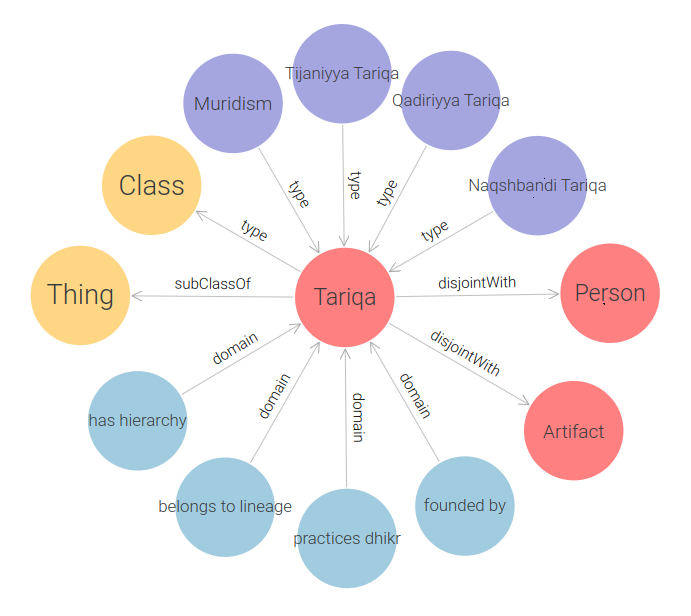 Tijaniyya Tariqa
Muridism
Qadiriyya Tariqa
Class
type
type
type
type
type
Naqshbandi Tariqa
Thing
subClassOf
Tariqa
disjointWith
Person
domain
disjointWith
has hierarchy
domain
domain
domain
Artifact
belongs to lineage
practices dhikr
founded by